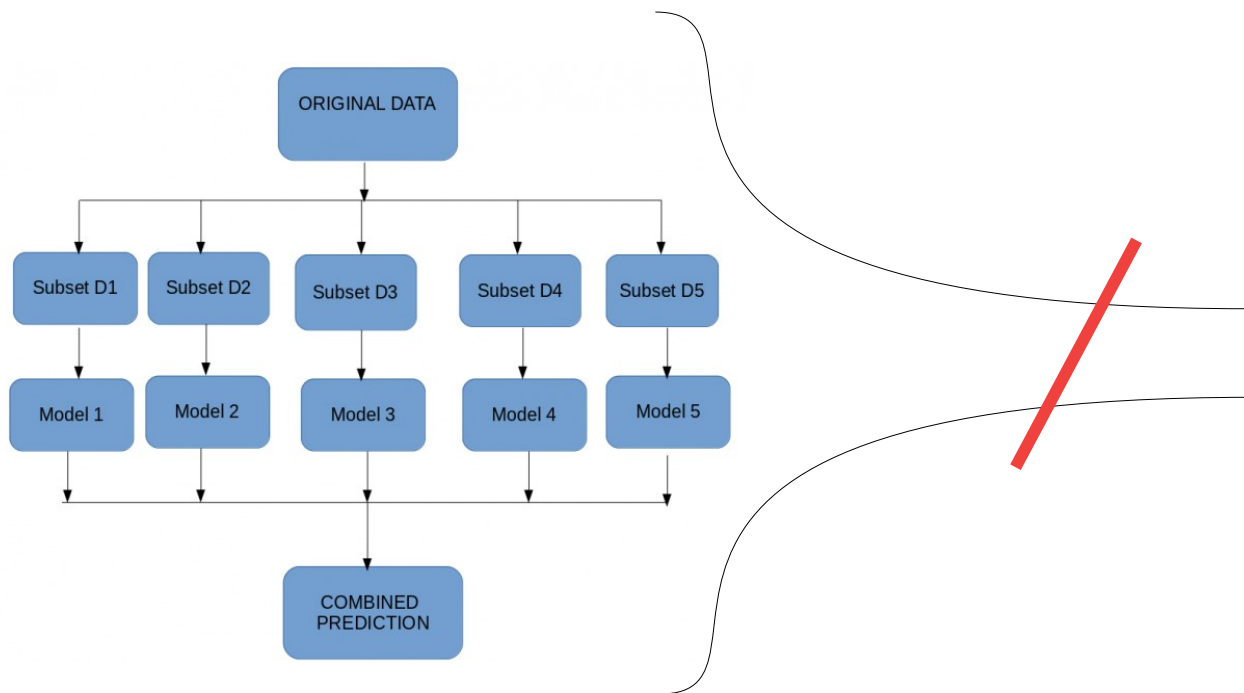 ORIGINAL DATA
Subset D1
Subset D2
Subset D3
Subset D4
Subset D5
Model 1
Model 2
Model 3
Model 4
Model 5
COMBINED
PREDICTION